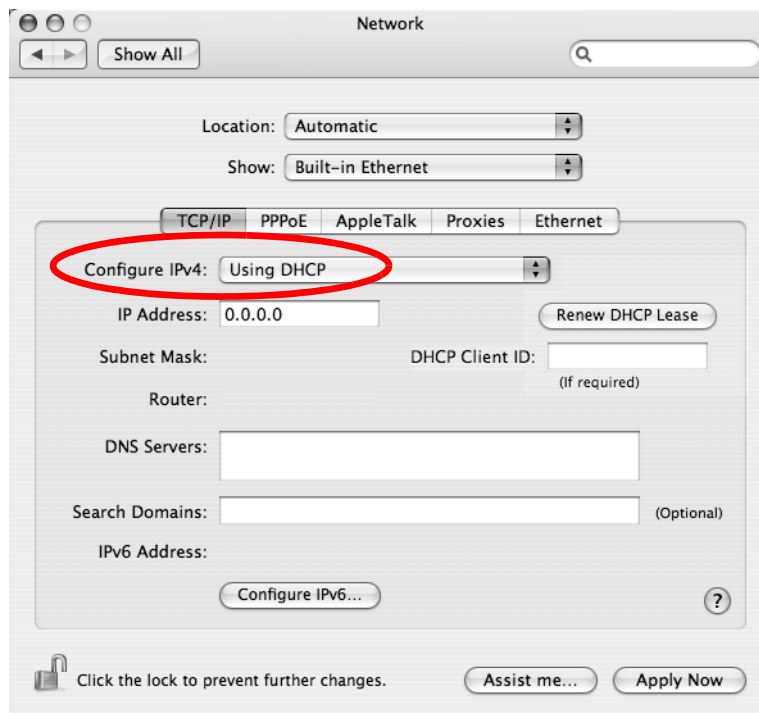 Network
Show All
Location: Automatic
Show: Built-in Ethernet
TCP/IP PPPoE AppleTalk Proxies Ethernet
Configure IPv4: Using DHCP
IP Address: 0.0.0.0 Renew DHCP Lease
Subnet Mask: DHCP Client ID:
(If required)
Router:
DNS Servers:
Search Domains: (Optional)
IPv6 Address:
Configure IPv6...
?
Click the lock to prevent further changes. Assist me... Apply Now